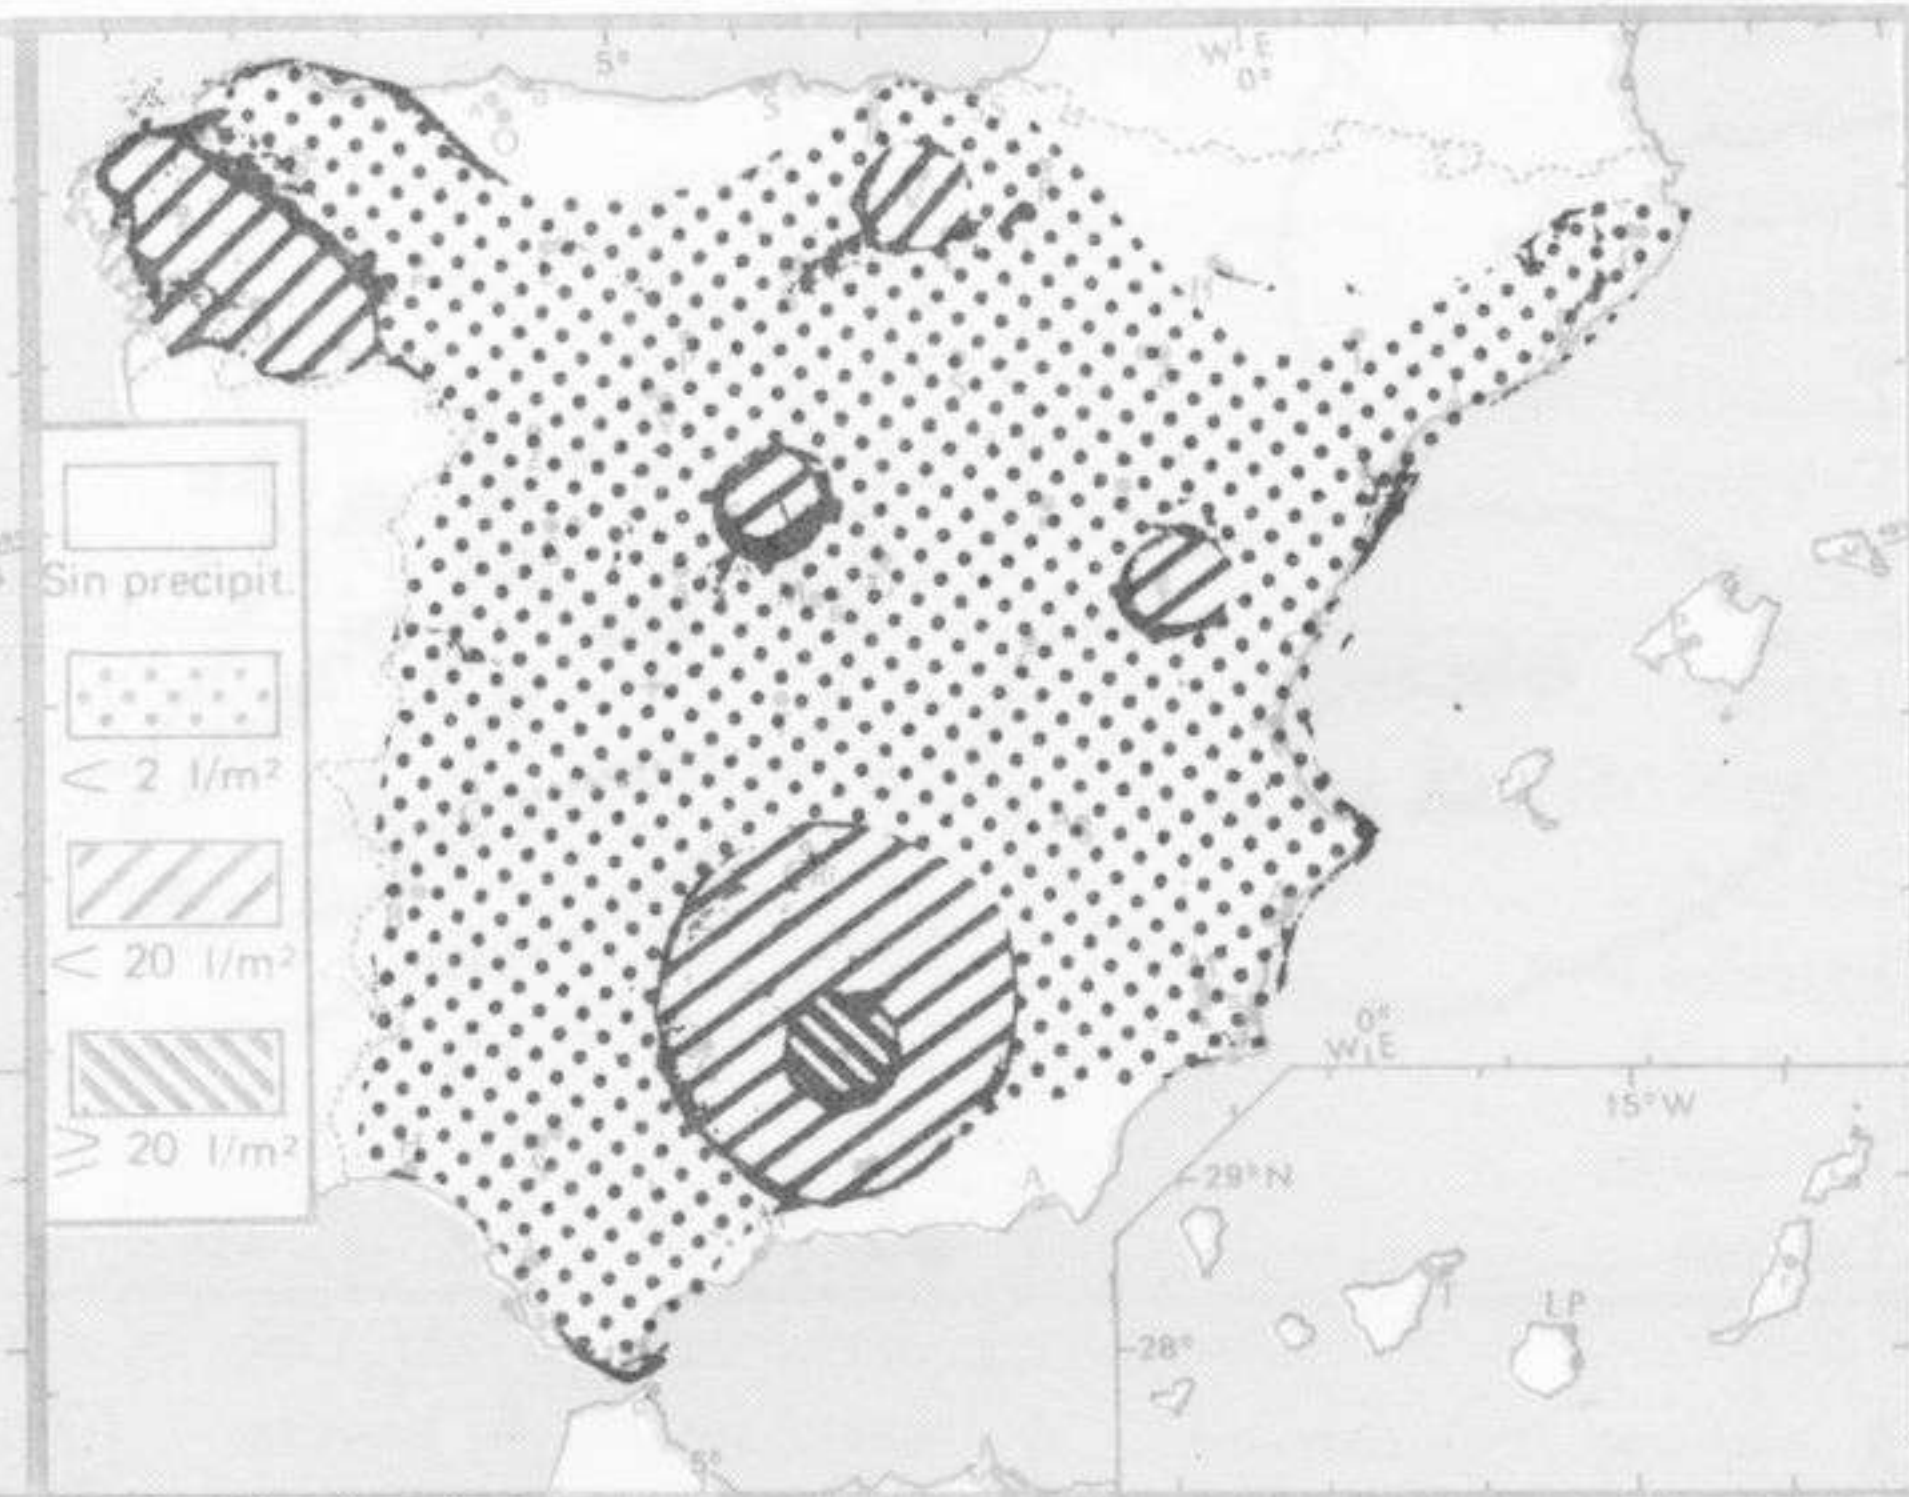 5°
W E
0°
S
Sin precipit.
< 2 l/m²
< 20 l/m²
≥ 20 l/m²
0°
W E
15°W
29°N
A
LP
T
28°
5°